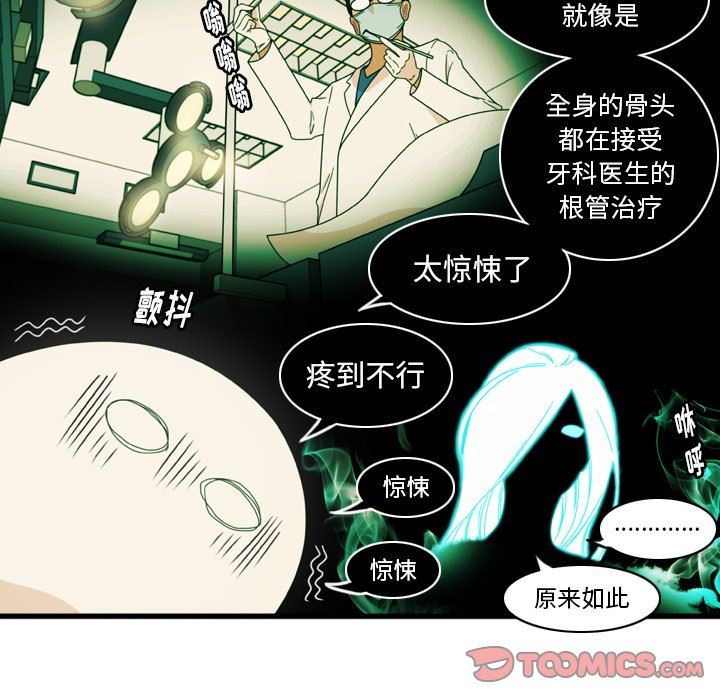 就像是
嗡
嗡
嗡
全身的骨头
都在接受
牙科医生的
根管治疗
太惊悚了
颤抖
疼到不行
惊悚
惊悚
.............
原来如此
TOOMICS.COM